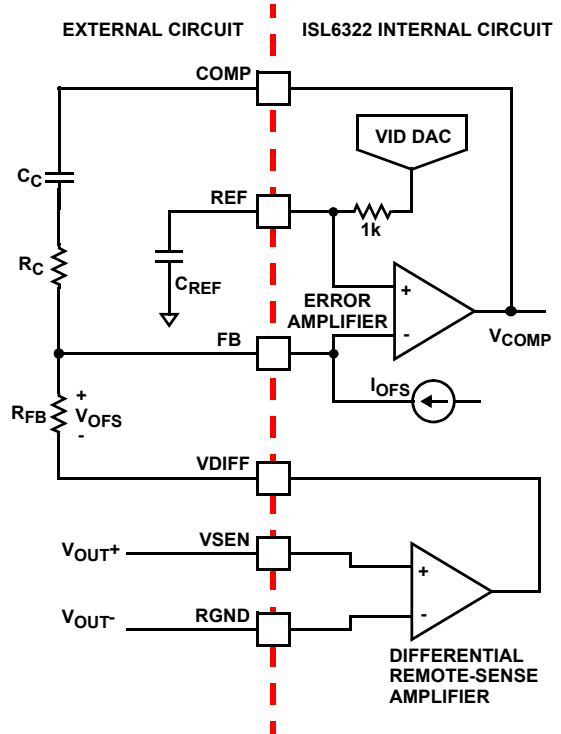 EXTERNAL CIRCUIT
ISL6322 INTERNAL CIRCUIT
COMP
VID DAC
CC
REF
1k
RC
CREF
ERROR
AMPLIFIER
+
-
VCOMP
FB
IOFS
RFB
+
VOFS
-
VDIFF
VSEN
VOUT+
+
RGND
VOUT-
-
DIFFERENTIAL
REMOTE-SENSE
AMPLIFIER